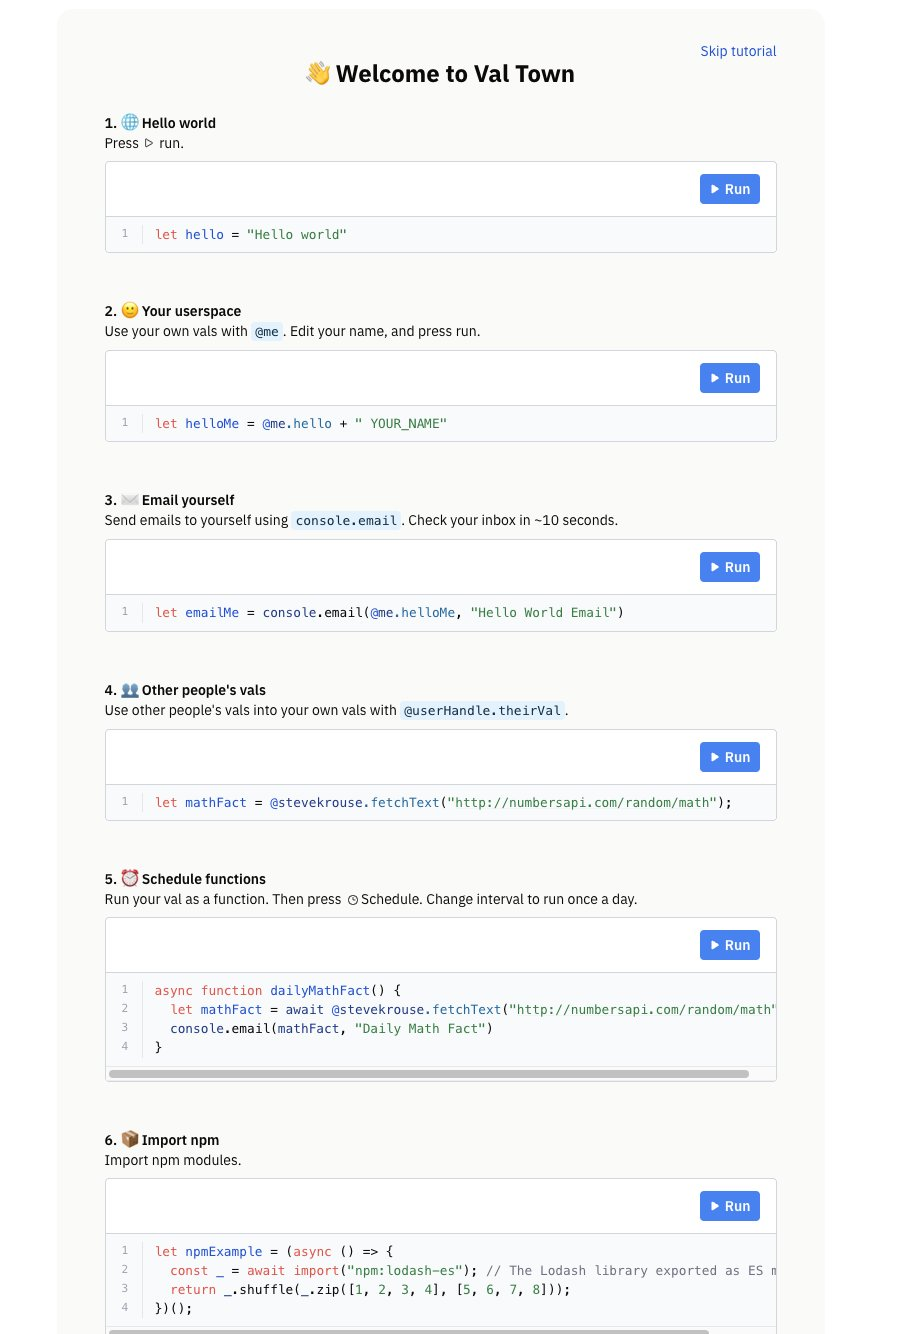 Skip tutorial
👋 Welcome to Val Town
1. 🌐 Hello world
Press ▷ run.
▶ Run
1 let hello = "Hello world"
2. 🙂 Your userspace
Use your own vals with @me. Edit your name, and press run.
▶ Run
1 let helloMe = @me.hello + " YOUR_NAME"
3. ✉️ Email yourself
Send emails to yourself using console.email. Check your inbox in ~10 seconds.
▶ Run
1 let emailMe = console.email(@me.helloMe, "Hello World Email")
4. 👥 Other people's vals
Use other people's vals into your own vals with @userHandle.theirVal.
▶ Run
1 let mathFact = @stevekrouse.fetchText("http://numbersapi.com/random/math");
5. ⏰ Schedule functions
Run your val as a function. Then press 🕒 Schedule. Change interval to run once a day.
▶ Run
1 async function dailyMathFact() {
2   let mathFact = await @stevekrouse.fetchText("http://numbersapi.com/random/math"
3   console.email(mathFact, "Daily Math Fact")
4 }
6. 📦 Import npm
Import npm modules.
▶ Run
1 let npmExample = (async () => {
2   const _ = await import("npm:lodash-es"); // The Lodash library exported as ES
3   return _.shuffle(_.zip([1, 2, 3, 4], [5, 6, 7, 8]));
4 })();